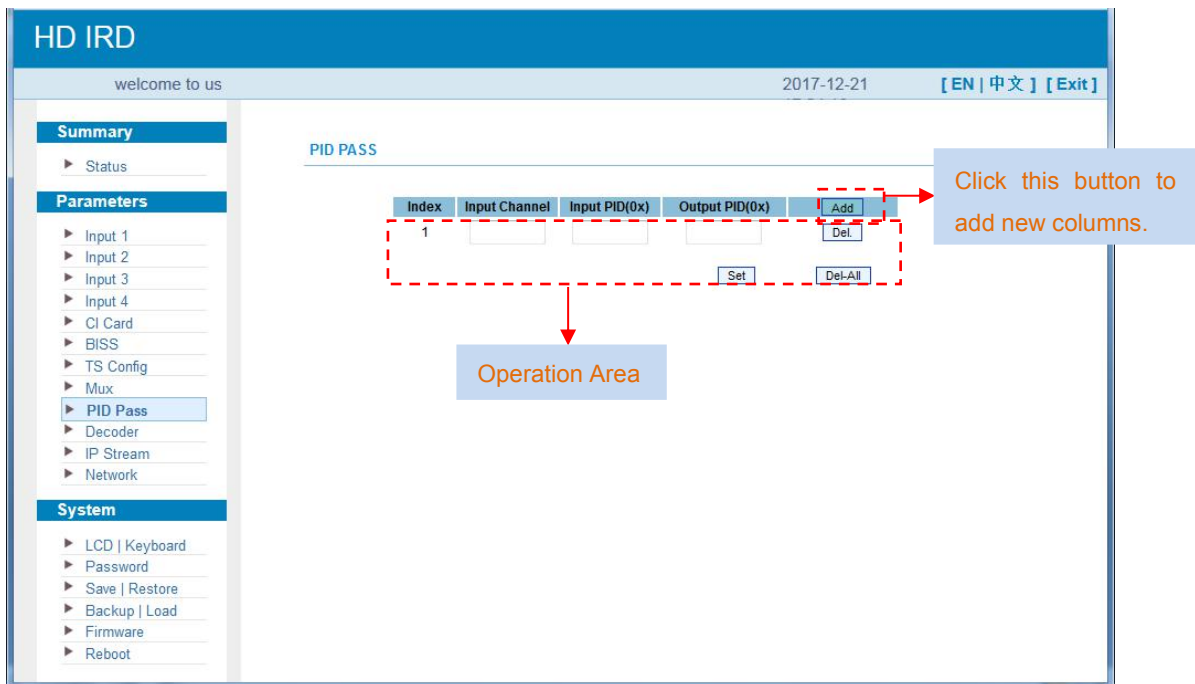 HD IRD
welcome to us
2017-12-21
[ EN | 中文 ] [ Exit ]
Summary
Status
Parameters
Input 1
Input 2
Input 3
Input 4
CI Card
BISS
TS Config
Mux
PID Pass
Decoder
IP Stream
Network
System
LCD | Keyboard
Password
Save | Restore
Backup | Load
Firmware
Reboot
PID PASS
Index Input Channel Input PID(0x) Output PID(0x) Add
1 Del.
Set Del-All
Click this button to
add new columns.
Operation Area